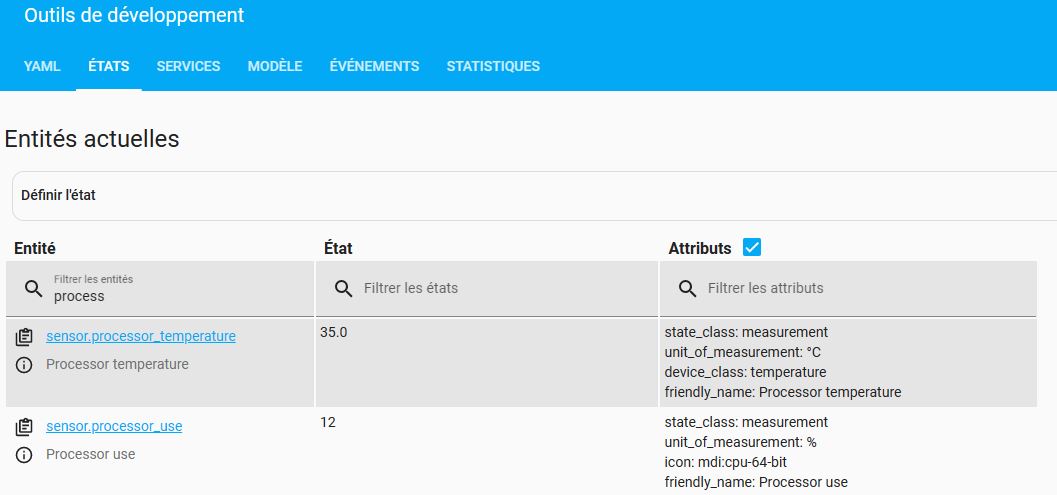 Outils de développement
YAML ÉTATS SERVICES MODÈLE ÉVÉNEMENTS STATISTIQUES
Entités actuelles
Définir l'état
Entité État Attributs
Filtrer les entités
process Filtrer les états Filtrer les attributs
sensor.processor_temperature 35.0 state_class: measurement
unit_of_measurement: °C
Processor temperature device_class: temperature
friendly_name: Processor temperature
sensor.processor_use 12 state_class: measurement
unit_of_measurement: %
Processor use icon: mdi:cpu-64-bit
friendly_name: Processor use